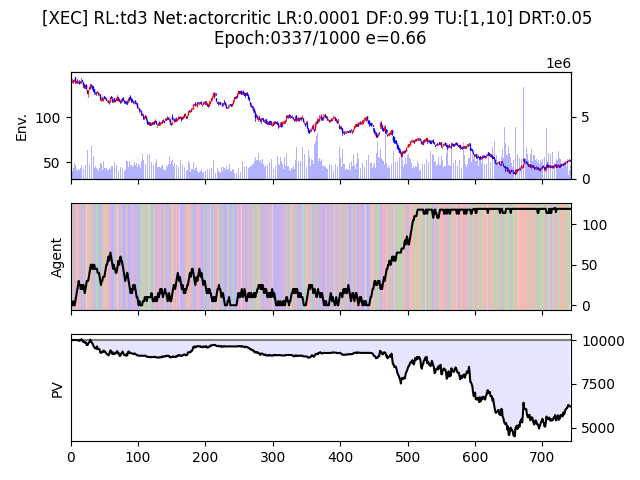 [XEC] RL:td3 Net:actorcritic LR:0.0001 DF:0.99 TU:[1,10] DRT:0.05
Epoch:0337/1000 e=0.66
1e6
Env.
100
50
5
0
Agent
100
50
0
PV
10000
7500
5000
0 100 200 300 400 500 600 700